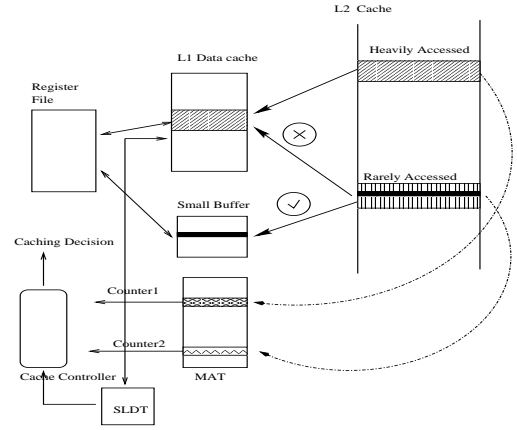 L2 Cache
Heavily Accessed
L1 Data cache
Register
File
Rarely Accessed
Small Buffer
Caching Decision
Counter1
Counter2
Cache Controller
MAT
SLDT